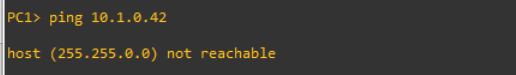 PC1> ping 10.1.0.42
host (255.255.0.0) not reachable